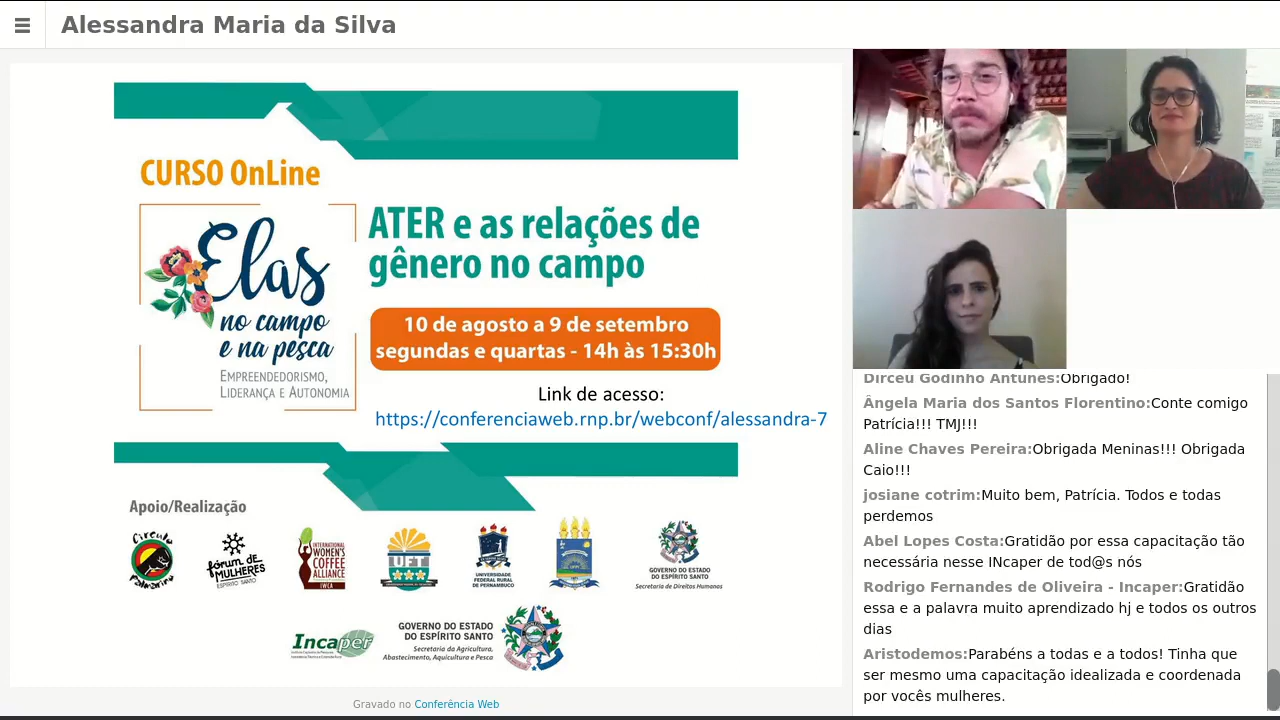 Alessandra Maria da Silva
CURSO OnLine
Elas
no campo
e na pesca
EMPREENDEDORISMO,
LIDERANÇA E AUTONOMIA
ATER e as relações de
gênero no campo
10 de agosto a 9 de setembro
segundas e quartas - 14h às 15:30h
Link de acesso:
https://conferenciaweb.rnp.br/webconf/alessandra-7
Apoio/Realização
Círculo
Palmarino
fórum de
MULHERES
ESPÍRITO SANTO
INTERNATIONAL
WOMEN'S
COFFEE
ALLIANCE
IWCA
UFT
UNIVERSIDADE
FEDERAL RURAL
DE PERNAMBUCO
GOVERNO DO ESTADO
DO ESPÍRITO SANTO
Secretaria de Direitos Humanos
Incaper
GOVERNO DO ESTADO
DO ESPÍRITO SANTO
Secretaria da Agricultura,
Abastecimento, Aquicultura e Pesca
Gravado no Conferência Web
Dirceu Godinho Antunes:Obrigado!
Ângela Maria dos Santos Florentino:Conte comigo
Patrícia!!! TMJ!!!
Aline Chaves Pereira:Obrigada Meninas!!! Obrigada
Caio!!!
josiane cotrim:Muito bem, Patrícia. Todos e todas
perdemos
Abel Lopes Costa:Gratidão por essa capacitação tão
necessária nesse INcaper de tod@s nós
Rodrigo Fernandes de Oliveira - Incaper:Gratidão
essa e a palavra muito aprendizado hj e todos os outros
dias
Aristodemos:Parabéns a todas e a todos! Tinha que
ser mesmo uma capacitação idealizada e coordenada
por vocês mulheres.